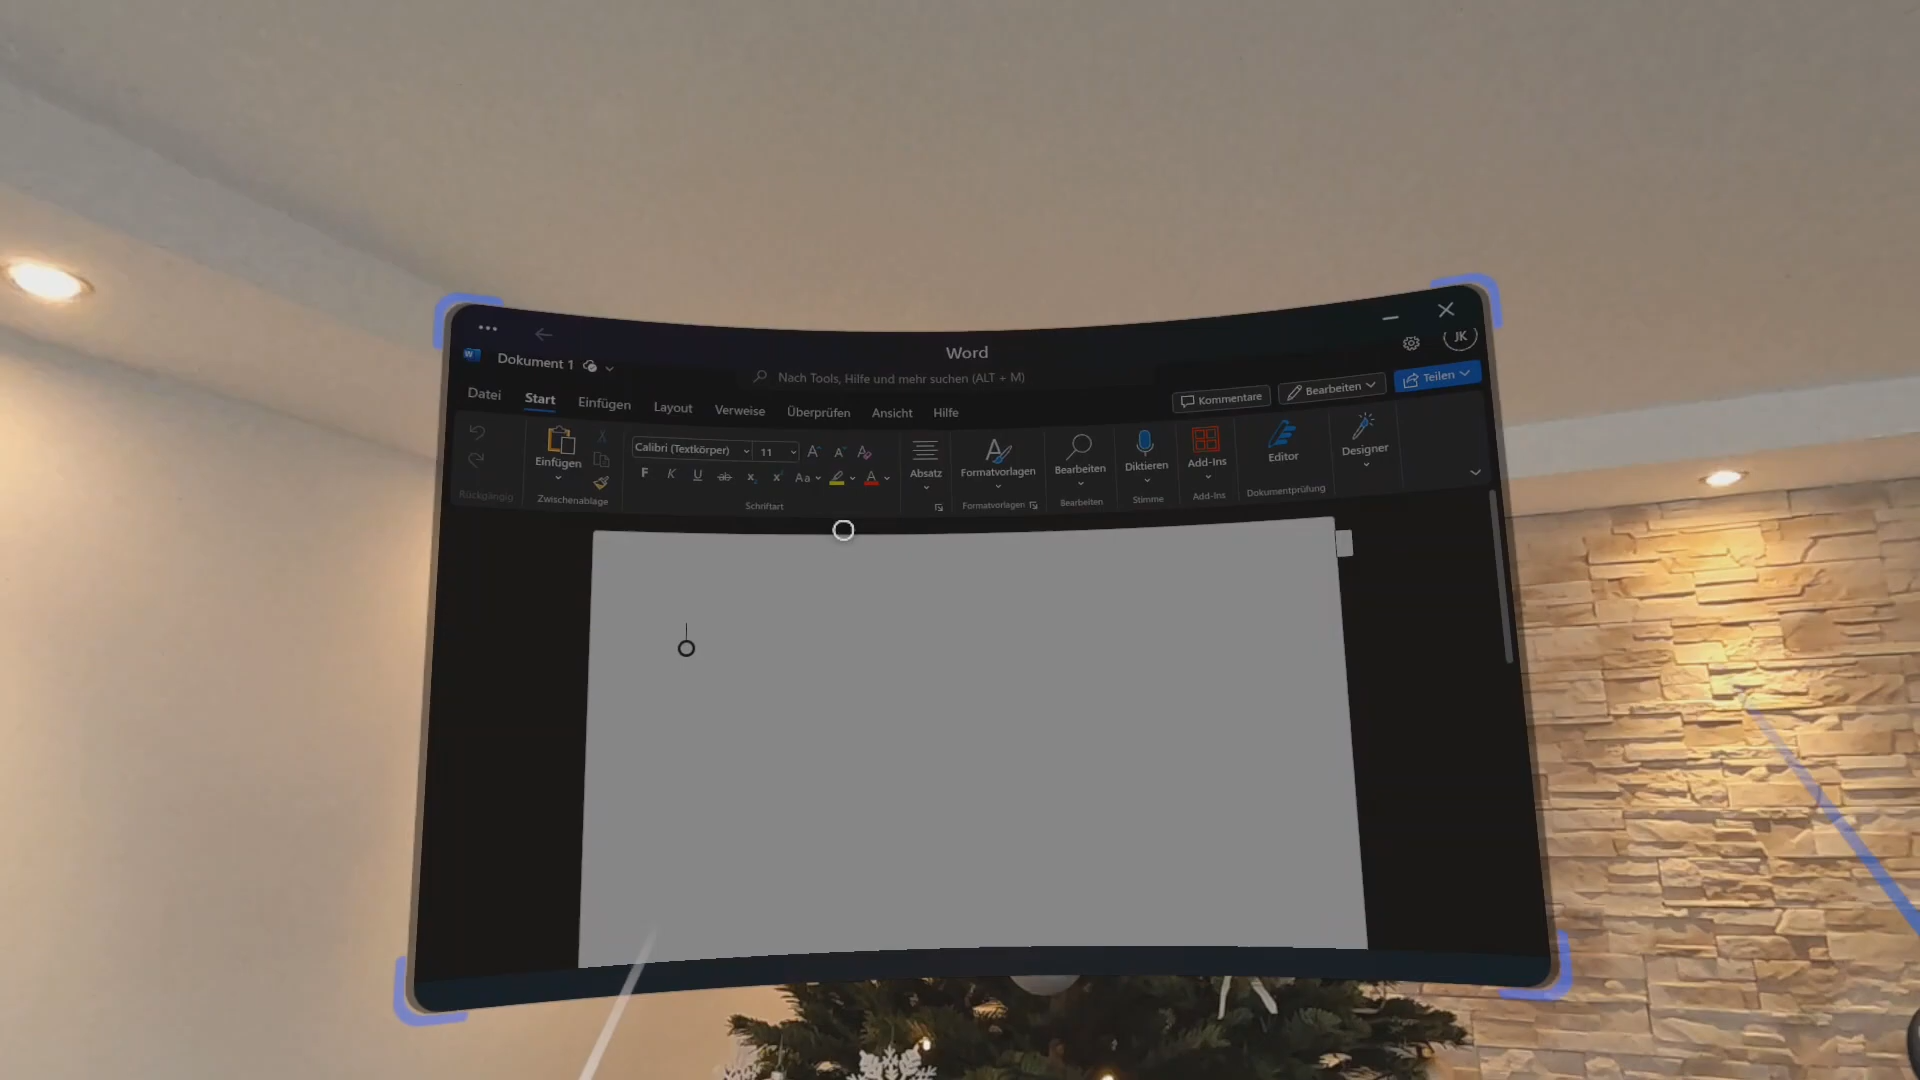 Word
JK
Dokument 1
Nach Tools, Hilfe und mehr suchen (ALT + M)
Datei Start Einfügen Layout Verweise Überprüfen Ansicht Hilfe Kommentare Bearbeiten Teilen
Calibri (Textkörper) 11
Einfügen Absatz Formatvorlagen Bearbeiten Diktieren Add-Ins Editor Designer
F K U ab x x Aa A
Rückgängig Zwischenablage Schriftart Formatvorlagen Bearbeiten Stimme Add-Ins Dokumentprüfung